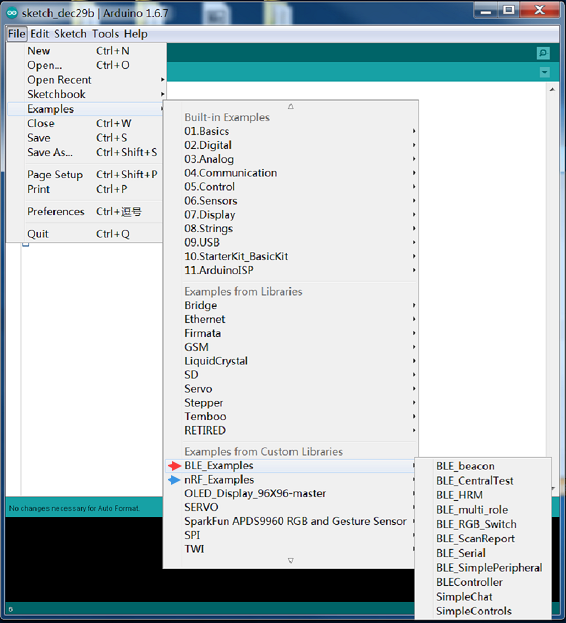 sketch_dec29b | Arduino 1.6.7
File Edit Sketch Tools Help
New Ctrl+N
Open... Ctrl+O
Open Recent
Sketchbook
Examples
Close Ctrl+W
Save Ctrl+S
Save As... Ctrl+Shift+S
Page Setup Ctrl+Shift+P
Print Ctrl+P
Preferences Ctrl+逗号
Quit Ctrl+Q
Built-in Examples
01.Basics
02.Digital
03.Analog
04.Communication
05.Control
06.Sensors
07.Display
08.Strings
09.USB
10.StarterKit_BasicKit
11.ArduinoISP
Examples from Libraries
Bridge
Ethernet
Firmata
GSM
LiquidCrystal
SD
Servo
Stepper
Temboo
RETIRED
Examples from Custom Libraries
BLE_Examples
nRF_Examples
OLED_Display_96X96-master
SERVO
SparkFun APDS9960 RGB and Gesture Sensor
SPI
TWI
BLE_beacon
BLE_CentralTest
BLE_HRM
BLE_multi_role
BLE_RGB_Switch
BLE_ScanReport
BLE_Serial
BLE_SimplePeripheral
BLEController
SimpleChat
SimpleControls
No changes necessary for Auto Format.